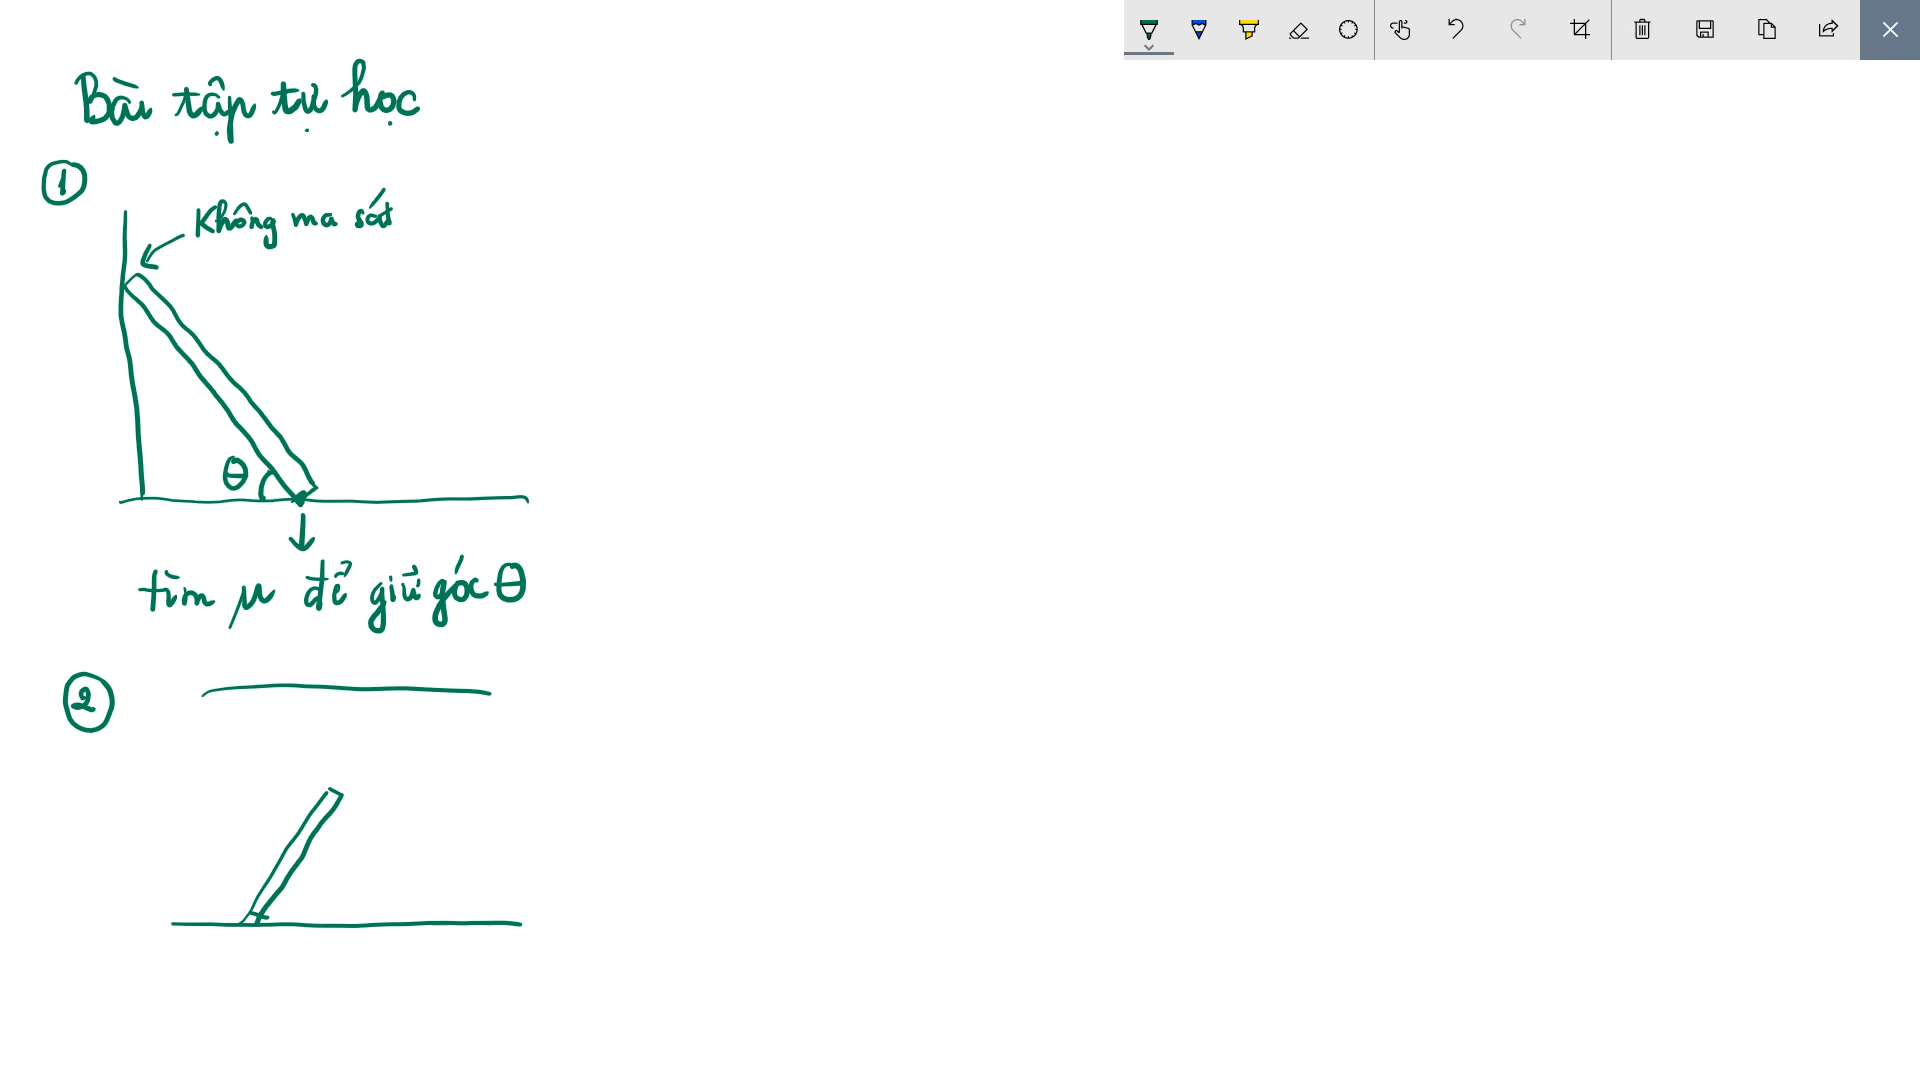 Bài tập tự học
①
Không ma sát
θ
tìm μ để giữ góc θ
②